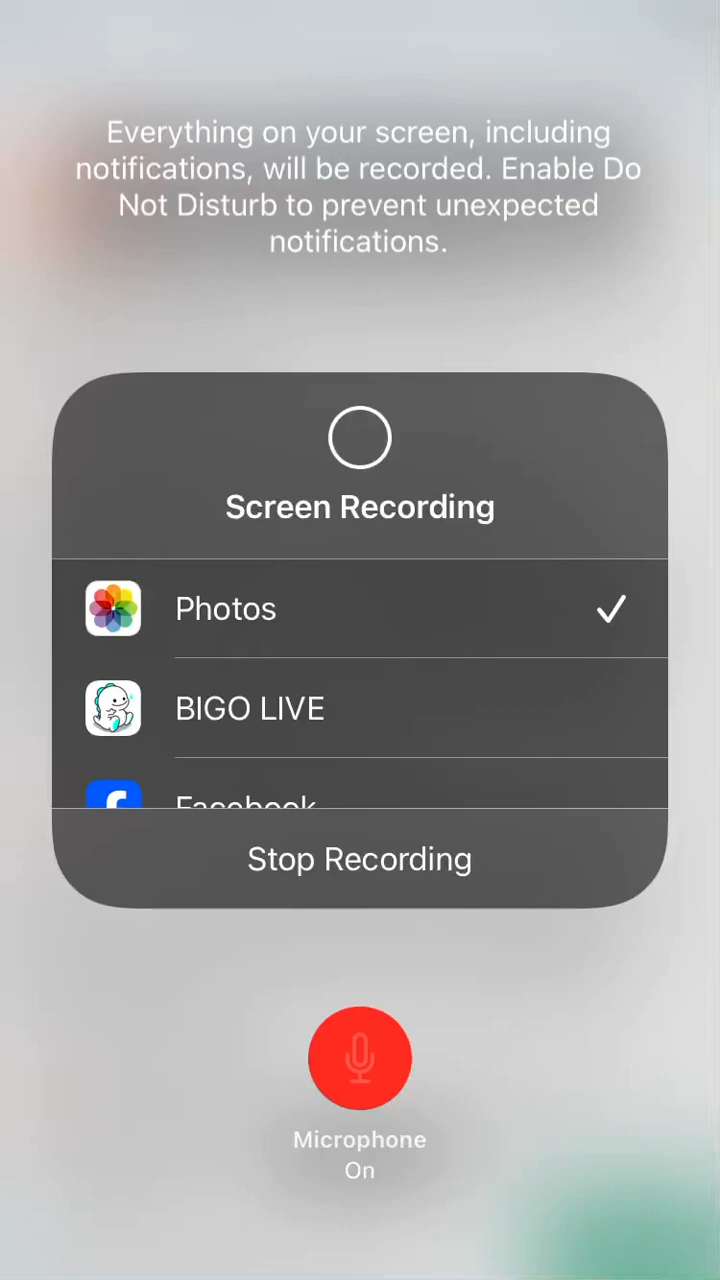 Everything on your screen, including
notifications, will be recorded. Enable Do
Not Disturb to prevent unexpected
notifications.
Screen Recording
Photos
BIGO LIVE
Facebook
Stop Recording
Microphone
On